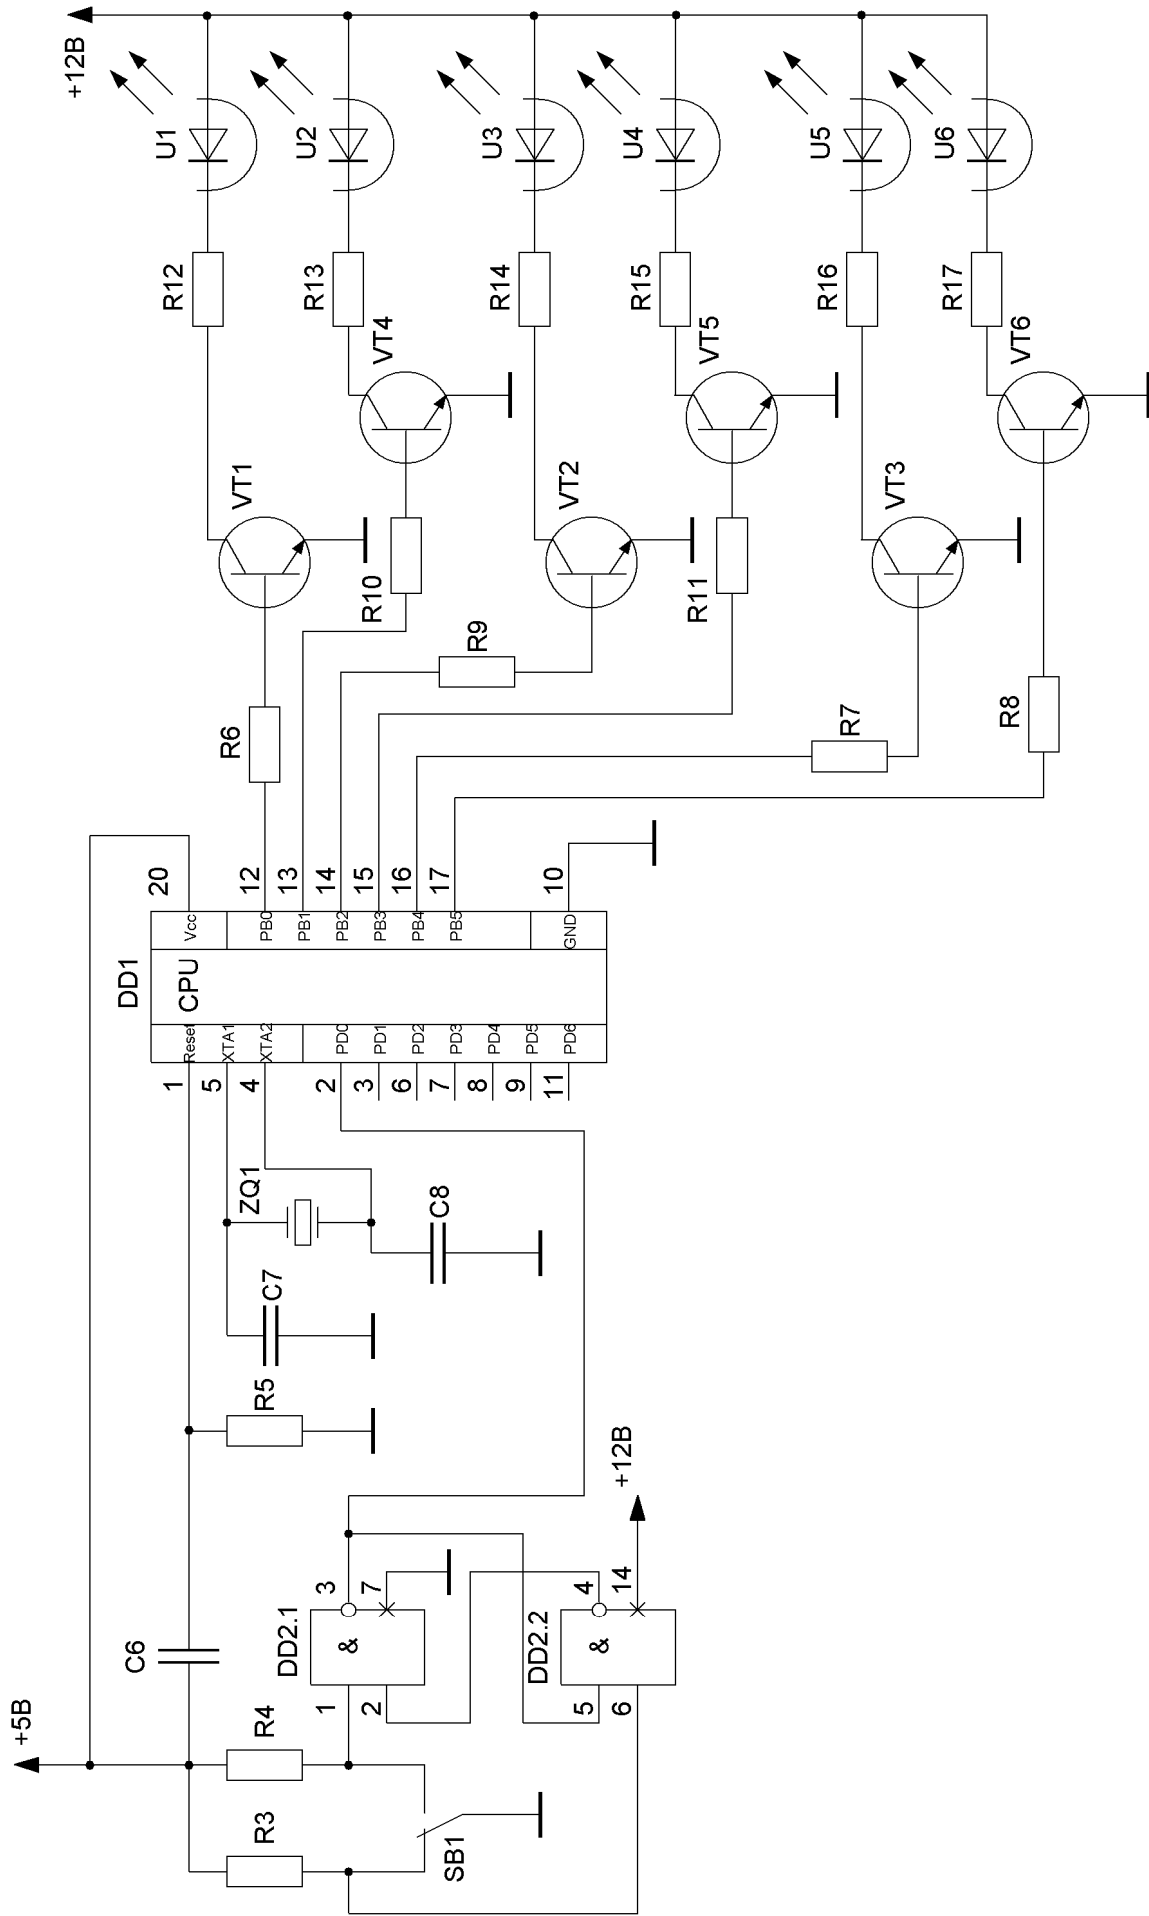 +12В
U1
U2
U3
U4
U5
U6
R12
R13
R14
R15
R16
R17
VT4
VT5
VT6
VT1
VT2
VT3
R10
R11
R9
R6
R7
R8
20
12
13
14
15
16
17
10
DD1
CPU
Vcc
PB0
PB1
PB2
PB3
PB4
PB5
GND
Reset
XTA1
XTA2
PD0
PD1
PD2
PD3
PD4
PD5
PD6
1
5
4
2
3
6
7
8
9
11
ZQ1
C8
C7
R5
+12В
DD2.1
&
3
7
1
2
DD2.2
&
4
14
5
6
C6
+5В
R4
R3
SB1